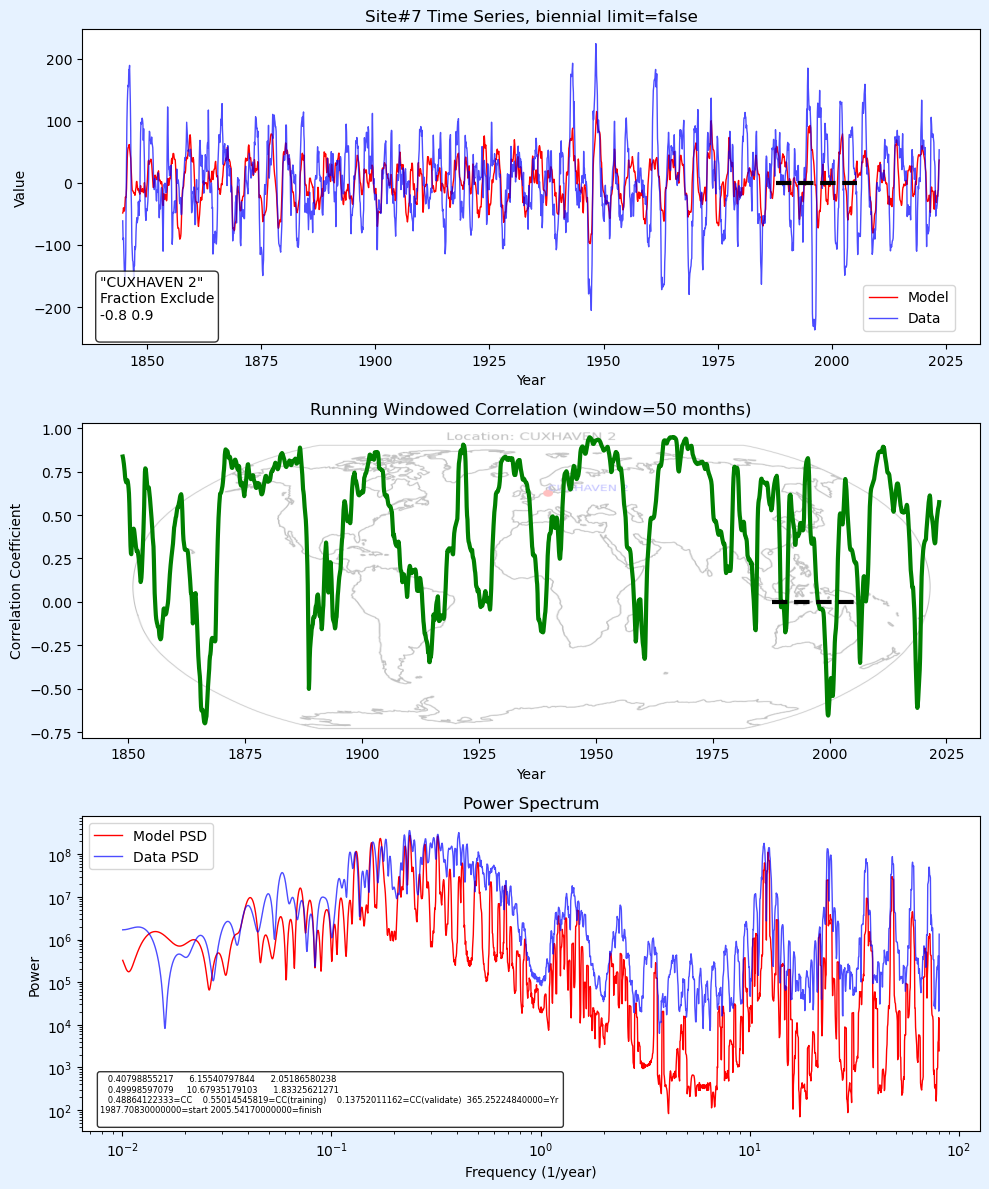 Site#7 Time Series, biennial limit=false
200
100
0
−100
−200
Value
"CUXHAVEN 2"
Fraction Exclude
-0.8 0.9
Model
Data
1850 1875 1900 1925 1950 1975 2000 2025
Year
Running Windowed Correlation (window=50 months)
Location: CUXHAVEN 2
1.00
0.75
0.50
0.25
0.00
−0.25
−0.50
−0.75
Correlation Coefficient
1850 1875 1900 1925 1950 1975 2000 2025
Year
Power Spectrum
Model PSD
Data PSD
10^8
10^7
10^6
10^5
10^4
10^3
10^2
Power
0.40798855217 6.15540797844 2.05186580238
0.49998597079 10.67935179103 1.83325621271
0.48864122333=CC 0.55014545819=CC(training) 0.13752011162=CC(validate) 365.25224840000=Yr
1987.70830000000=start 2005.54170000000=finish
10^−2 10^−1 10^0 10^1 10^2
Frequency (1/year)